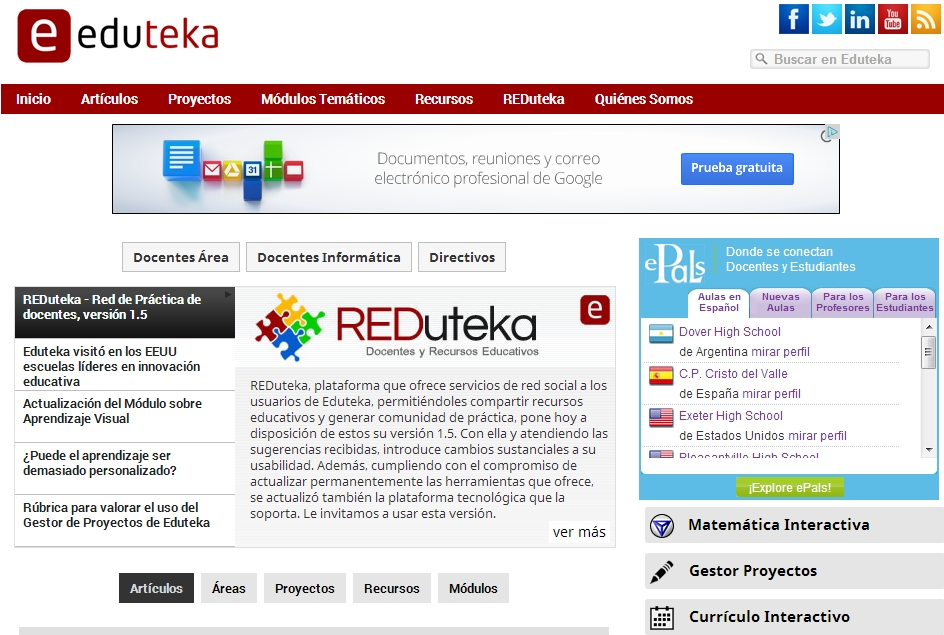 e eduteka
You Tube
Buscar en Eduteka
Inicio Artículos Proyectos Módulos Temáticos Recursos REDuteka Quiénes Somos
Documentos, reuniones y correo
electrónico profesional de Google
Prueba gratuita
31
Docentes Área Docentes Informática Directivos
REDuteka - Red de Práctica de
docentes, versión 1.5
Eduteka visitó en los EEUU
escuelas líderes en innovación
educativa
Actualización del Módulo sobre
Aprendizaje Visual
¿Puede el aprendizaje ser
demasiado personalizado?
Rúbrica para valorar el uso del
Gestor de Proyectos de Eduteka
REDuteka
e
Docentes y Recursos Educativos
REDuteka, plataforma que ofrece servicios de red social a los
usuarios de Eduteka, permitiéndoles compartir recursos
educativos y generar comunidad de práctica, pone hoy a
disposición de estos su versión 1.5. Con ella y atendiendo las
sugerencias recibidas, introduce cambios sustanciales a su
usabilidad. Además, cumpliendo con el compromiso de
actualizar permanentemente las herramientas que ofrece,
se actualizó también la plataforma tecnológica que la
soporta. Le invitamos a usar esta versión.
ver más
ePals
Donde se conectan
Docentes y Estudiantes
Aulas en
Español
Nuevas
Aulas
Para los
Profesores
Para los
Estudiantes
Dover High School
de Argentina mirar perfil
C.P. Cristo del Valle
de España mirar perfil
Exeter High School
de Estados Unidos mirar perfil
Pleasantville High School
¡Explore ePals!
Matemática Interactiva
Gestor Proyectos
Currículo Interactivo
Artículos Áreas Proyectos Recursos Módulos